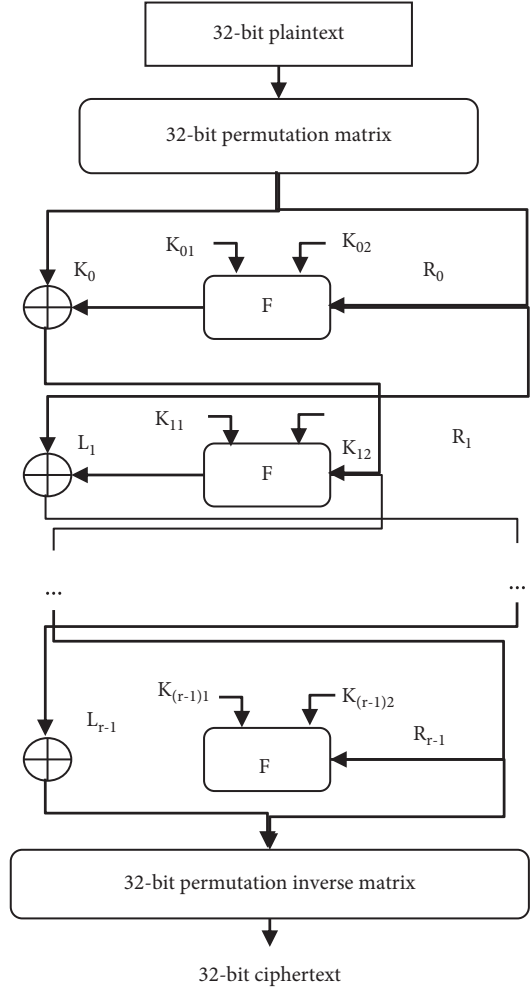 32-bit plaintext
32-bit permutation matrix
K01 K02
K0 R0
F
K11
L1 K12 R1
F
... ...
K(r-1)1 K(r-1)2
Lr-1 Rr-1
F
32-bit permutation inverse matrix
32-bit ciphertext